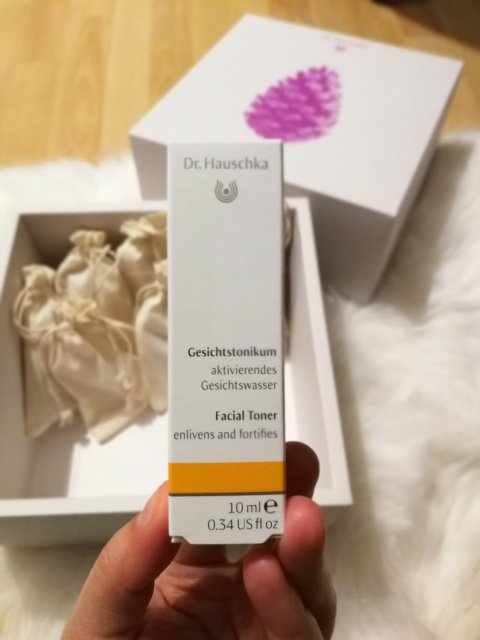 Dr. Hauschka
Gesichtstonikum
aktivierendes
Gesichtswasser
Facial Toner
enlivens and fortifies
10 ml ℮
0.34 US fl oz